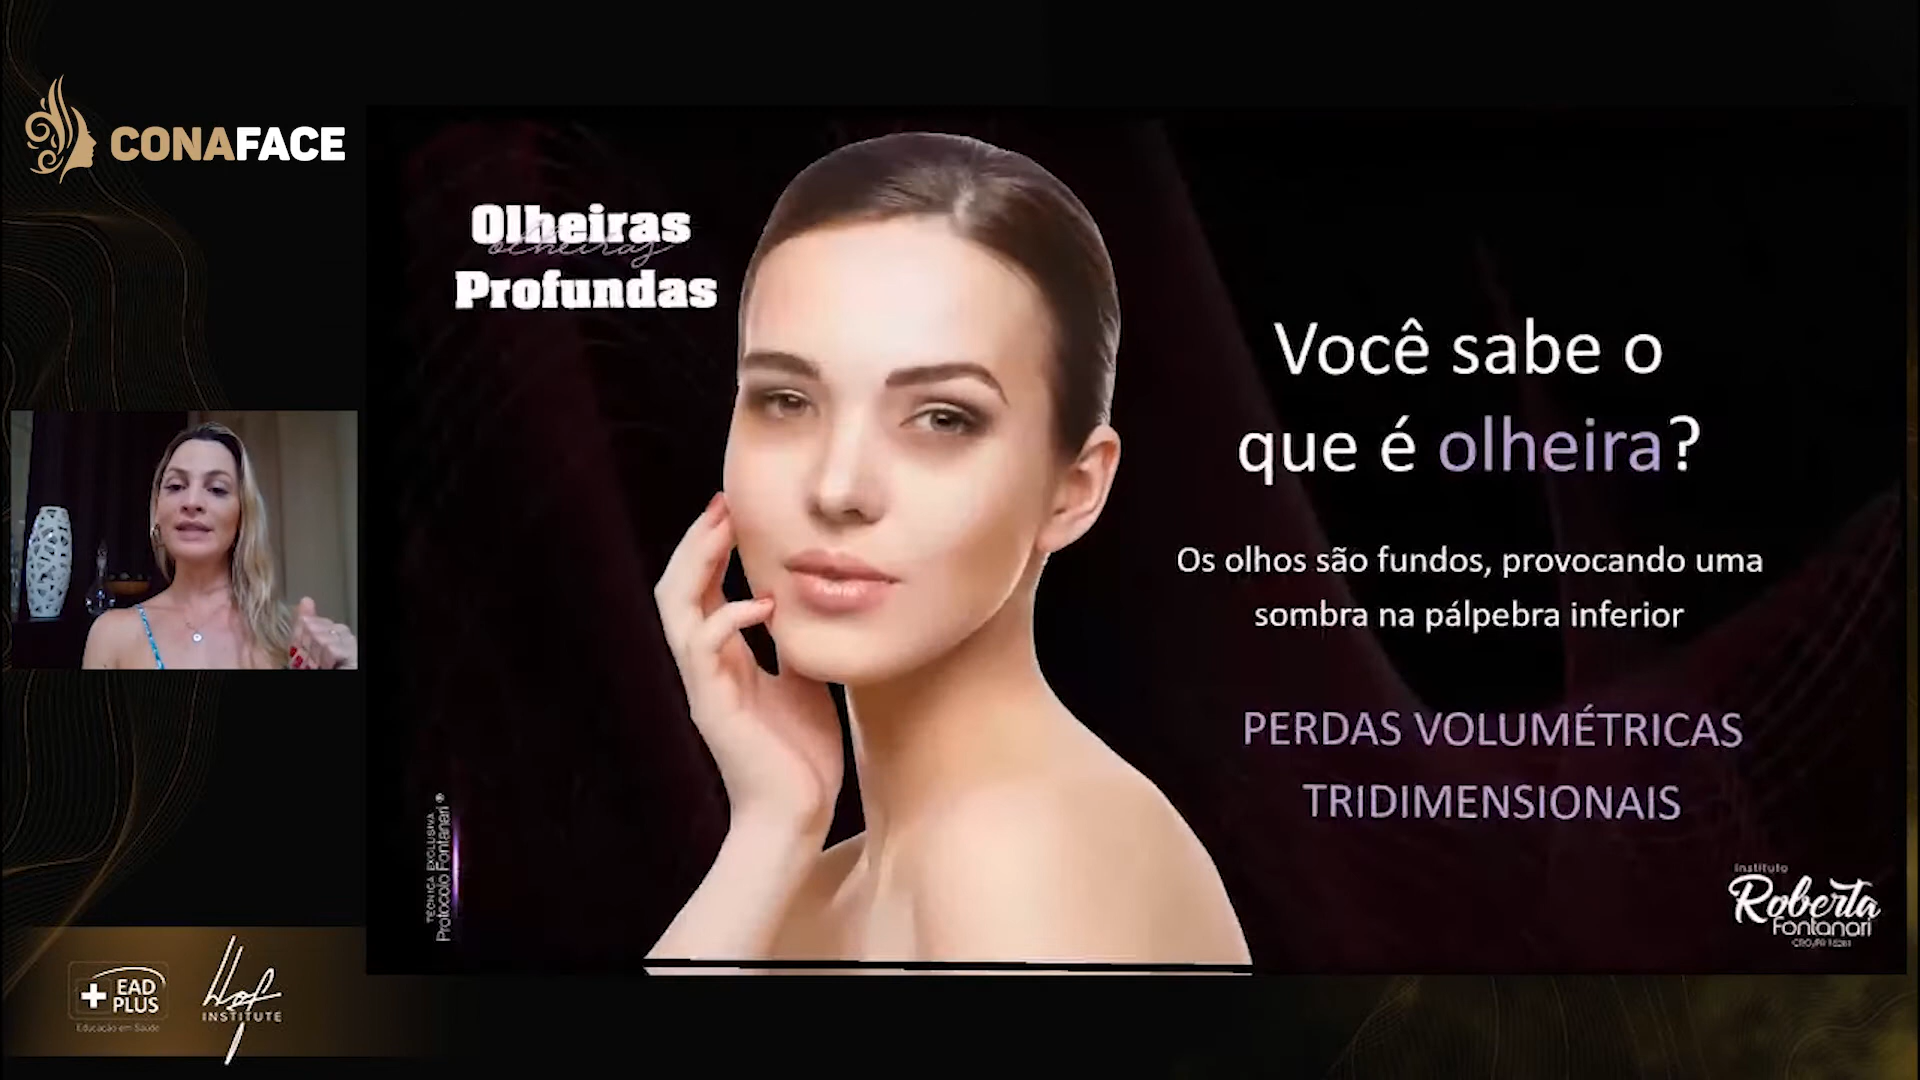 CONAFACE
Olheiras
olheiras
Profundas
Você sabe o
que é olheira?
Os olhos são fundos, provocando uma
sombra na pálpebra inferior
PERDAS VOLUMÉTRICAS
TRIDIMENSIONAIS
TÉCNICA EXCLUSIVA
Protocolo Fontanari ®
Instituto
Roberta
Fontanari
EAD
PLUS
Educação em Saúde
Hof
INSTITUTE